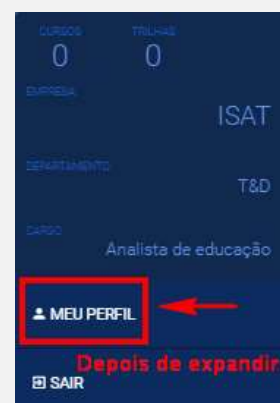 CURSOS TRILHAS
0 0
EMPRESA
ISAT
DEPARTAMENTO
T&D
CARGO
Analista de educação
MEU PERFIL
Depois de expandir
SAIR